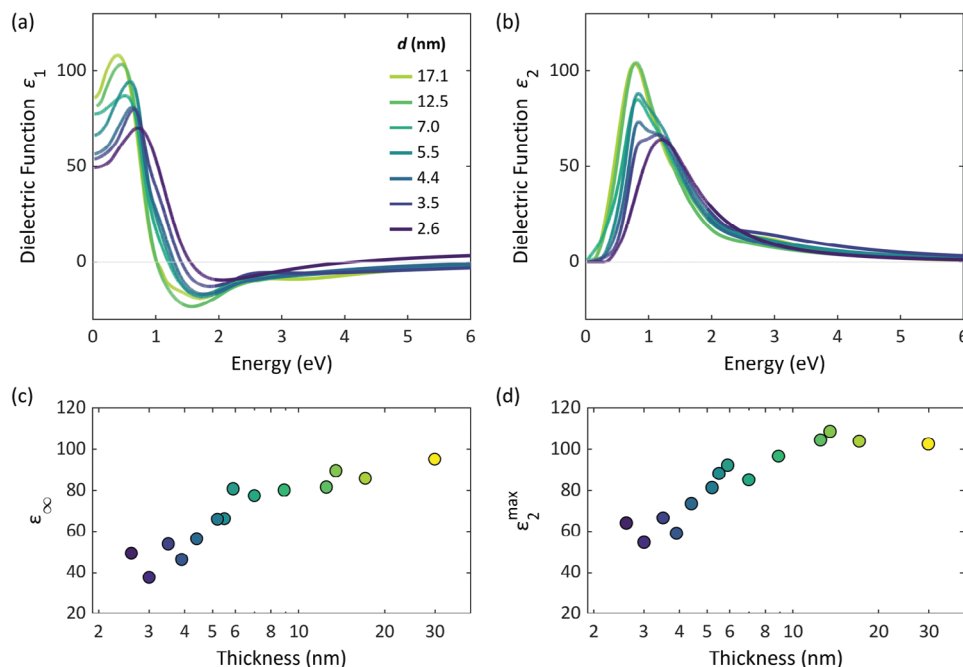 (a)
Dielectric Function ε₁
100
50
0
d (nm)
17.1
12.5
7.0
5.5
4.4
3.5
2.6
0 1 2 3 4 5 6
Energy (eV)
(b)
Dielectric Function ε₂
100
50
0
0 1 2 3 4 5 6
Energy (eV)
(c)
ε∞
120
100
80
60
40
20
2 3 4 5 6 10 20 30
Thickness (nm)
(d)
ε₂max
120
100
80
60
40
20
2 3 4 5 6 10 20 30
Thickness (nm)